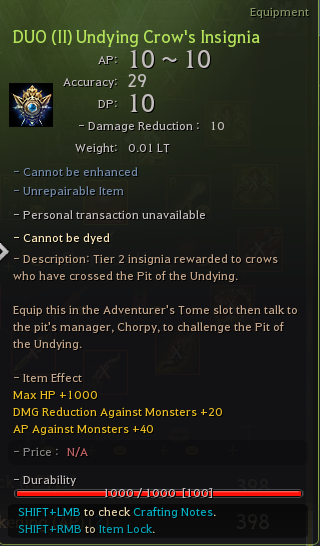 Equipment
DUO (II) Undying Crow's Insignia
AP: 10 ~ 10
Accuracy: 29
DP: 10
- Damage Reduction : 10
Weight: 0.01 LT
- Cannot be enhanced
- Unrepairable Item
- Personal transaction unavailable
- Cannot be dyed
- Description: Tier 2 insignia rewarded to crows
who have crossed the Pit of the Undying.
Equip this in the Adventurer's Tome slot then talk to
the pit's manager, Chorpy, to challenge the Pit of
the Undying.
- Item Effect
Max HP +1000
DMG Reduction Against Monsters +20
AP Against Monsters +40
- Price : N/A
- Durability
1000 / 1000 [100]
SHIFT+LMB to check Crafting Notes.
SHIFT+RMB to Item Lock.
398